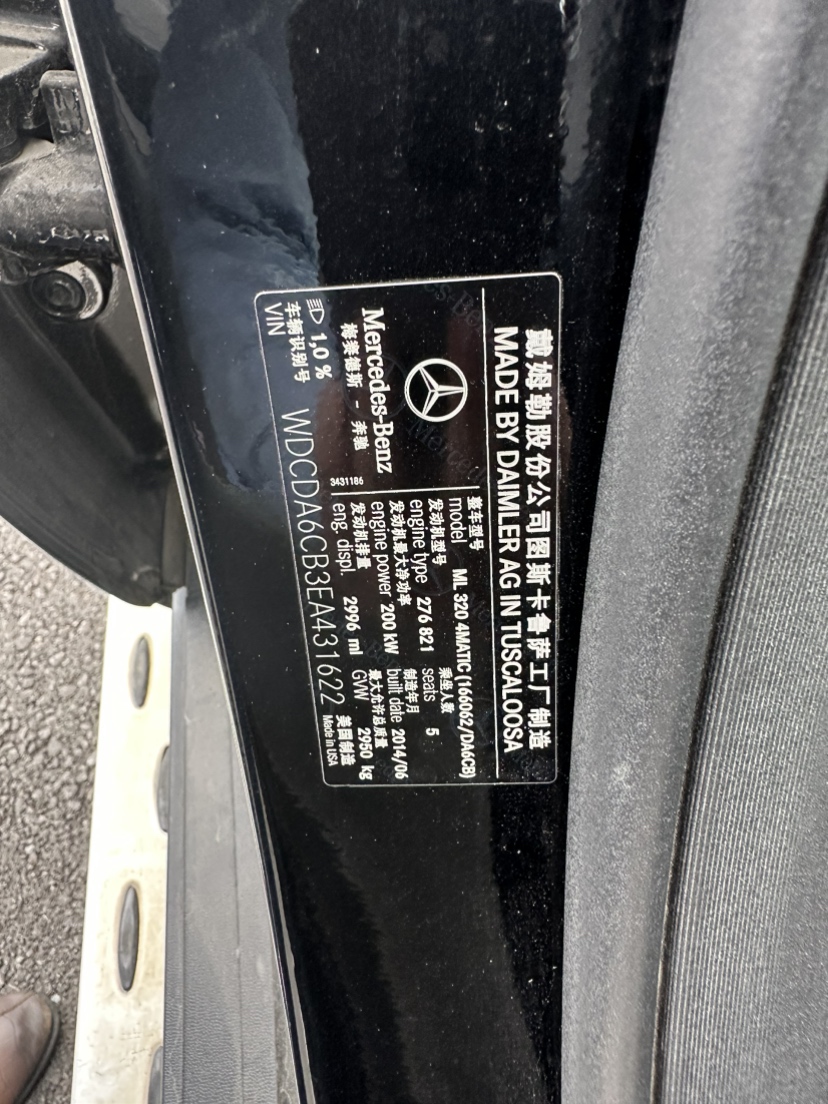 戴姆勒股份公司图斯卡鲁萨工厂制造
MADE BY DAIMLER AG IN TUSCALOOSA
Mercedes-Benz
梅赛德斯 - 奔驰
1,0 %
3431186
整车型号
model ML 320 4MATIC (166062/DA6CB)
发动机型号 乘坐人数
engine type 276 821 seats 5
发动机最大净功率 制造年月
engine power 200 kW built date 2014/06
发动机排量 最大允许总质量
eng. displ. 2996 ml GVW 2950 kg
车辆识别号 美国制造
VIN WDCDA6CB3EA431622 Made in USA